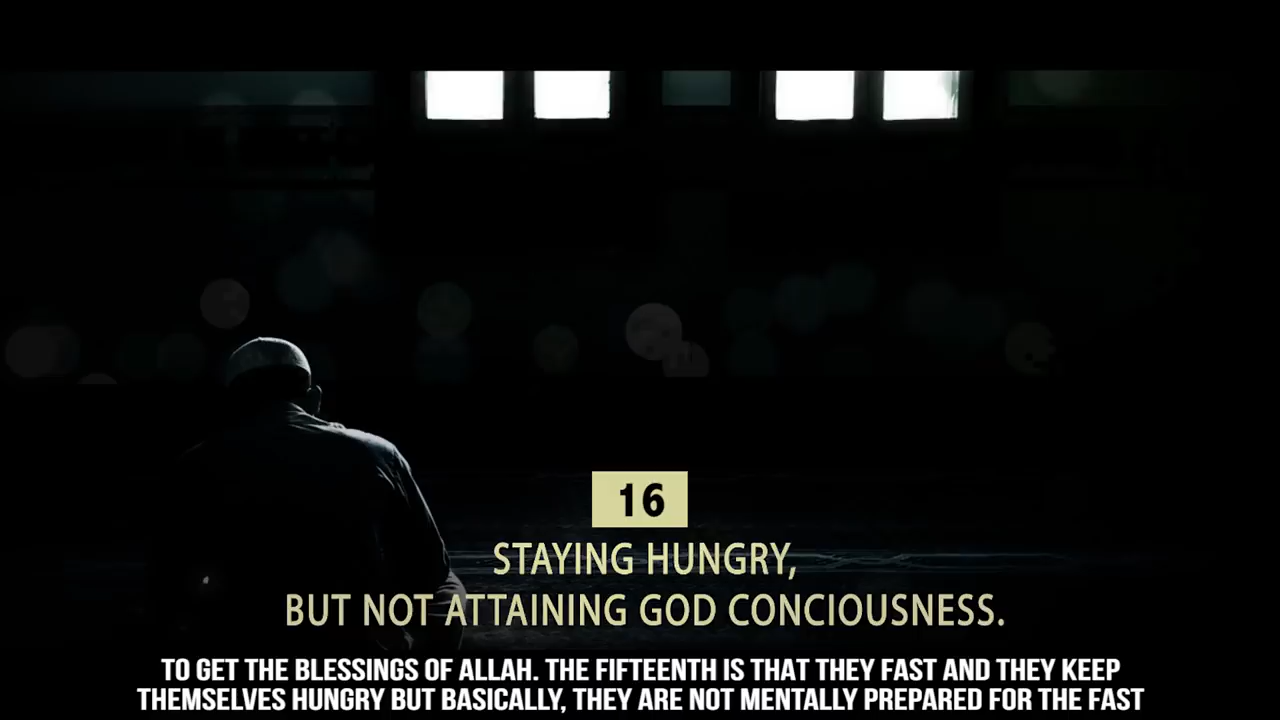 16
STAYING HUNGRY,
BUT NOT ATTAINING GOD CONCIOUSNESS.
TO GET THE BLESSINGS OF ALLAH. THE FIFTEENTH IS THAT THEY FAST AND THEY KEEP
THEMSELVES HUNGRY BUT BASICALLY, THEY ARE NOT MENTALLY PREPARED FOR THE FAST